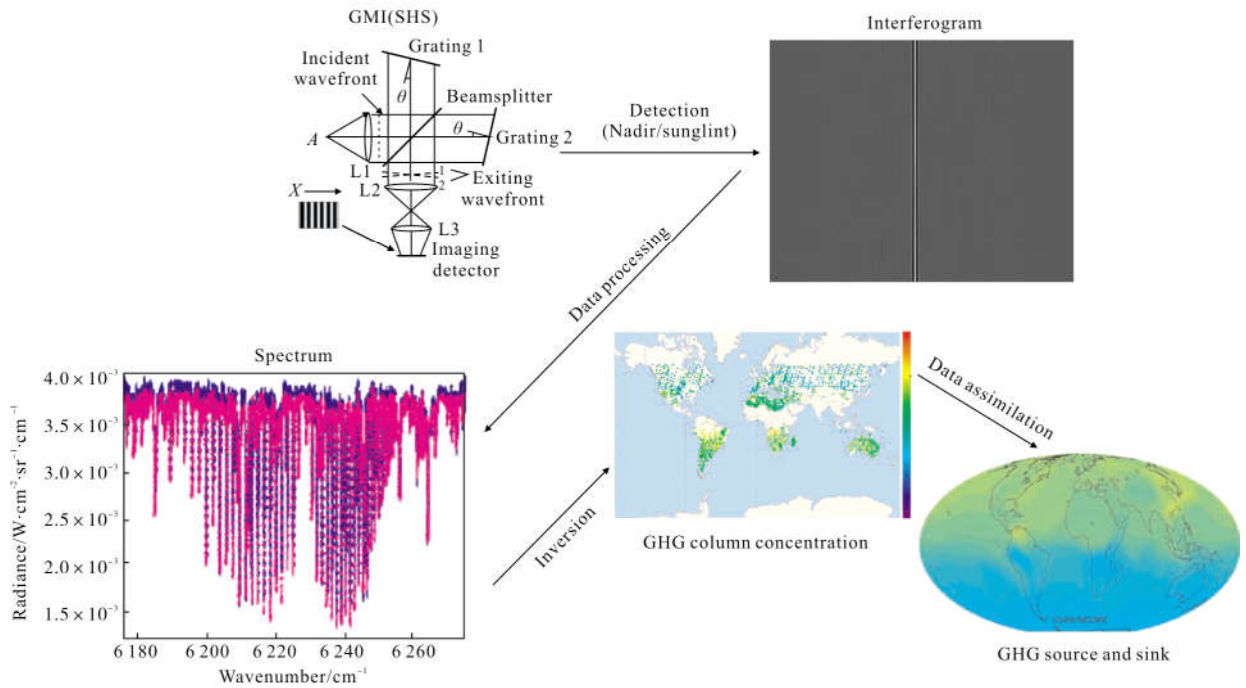 GMI(SHS)
Grating 1
Incident
wavefront
θ
Beamsplitter
A
θ
Grating 2
L1
1
2
L2
Exiting
wavefront
X
L3
Imaging
detector
Detection
(Nadir/sunglint)
Interferogram
Data processing
Spectrum
Radiance/W·cm⁻²·sr⁻¹·cm⁻¹
4.0 × 10⁻³
3.5 × 10⁻³
3.0 × 10⁻³
2.5 × 10⁻³
2.0 × 10⁻³
1.5 × 10⁻³
6 180
6 200
6 220
6 240
6 260
Wavenumber/cm⁻¹
Inversion
GHG column concentration
Data assimilation
GHG source and sink